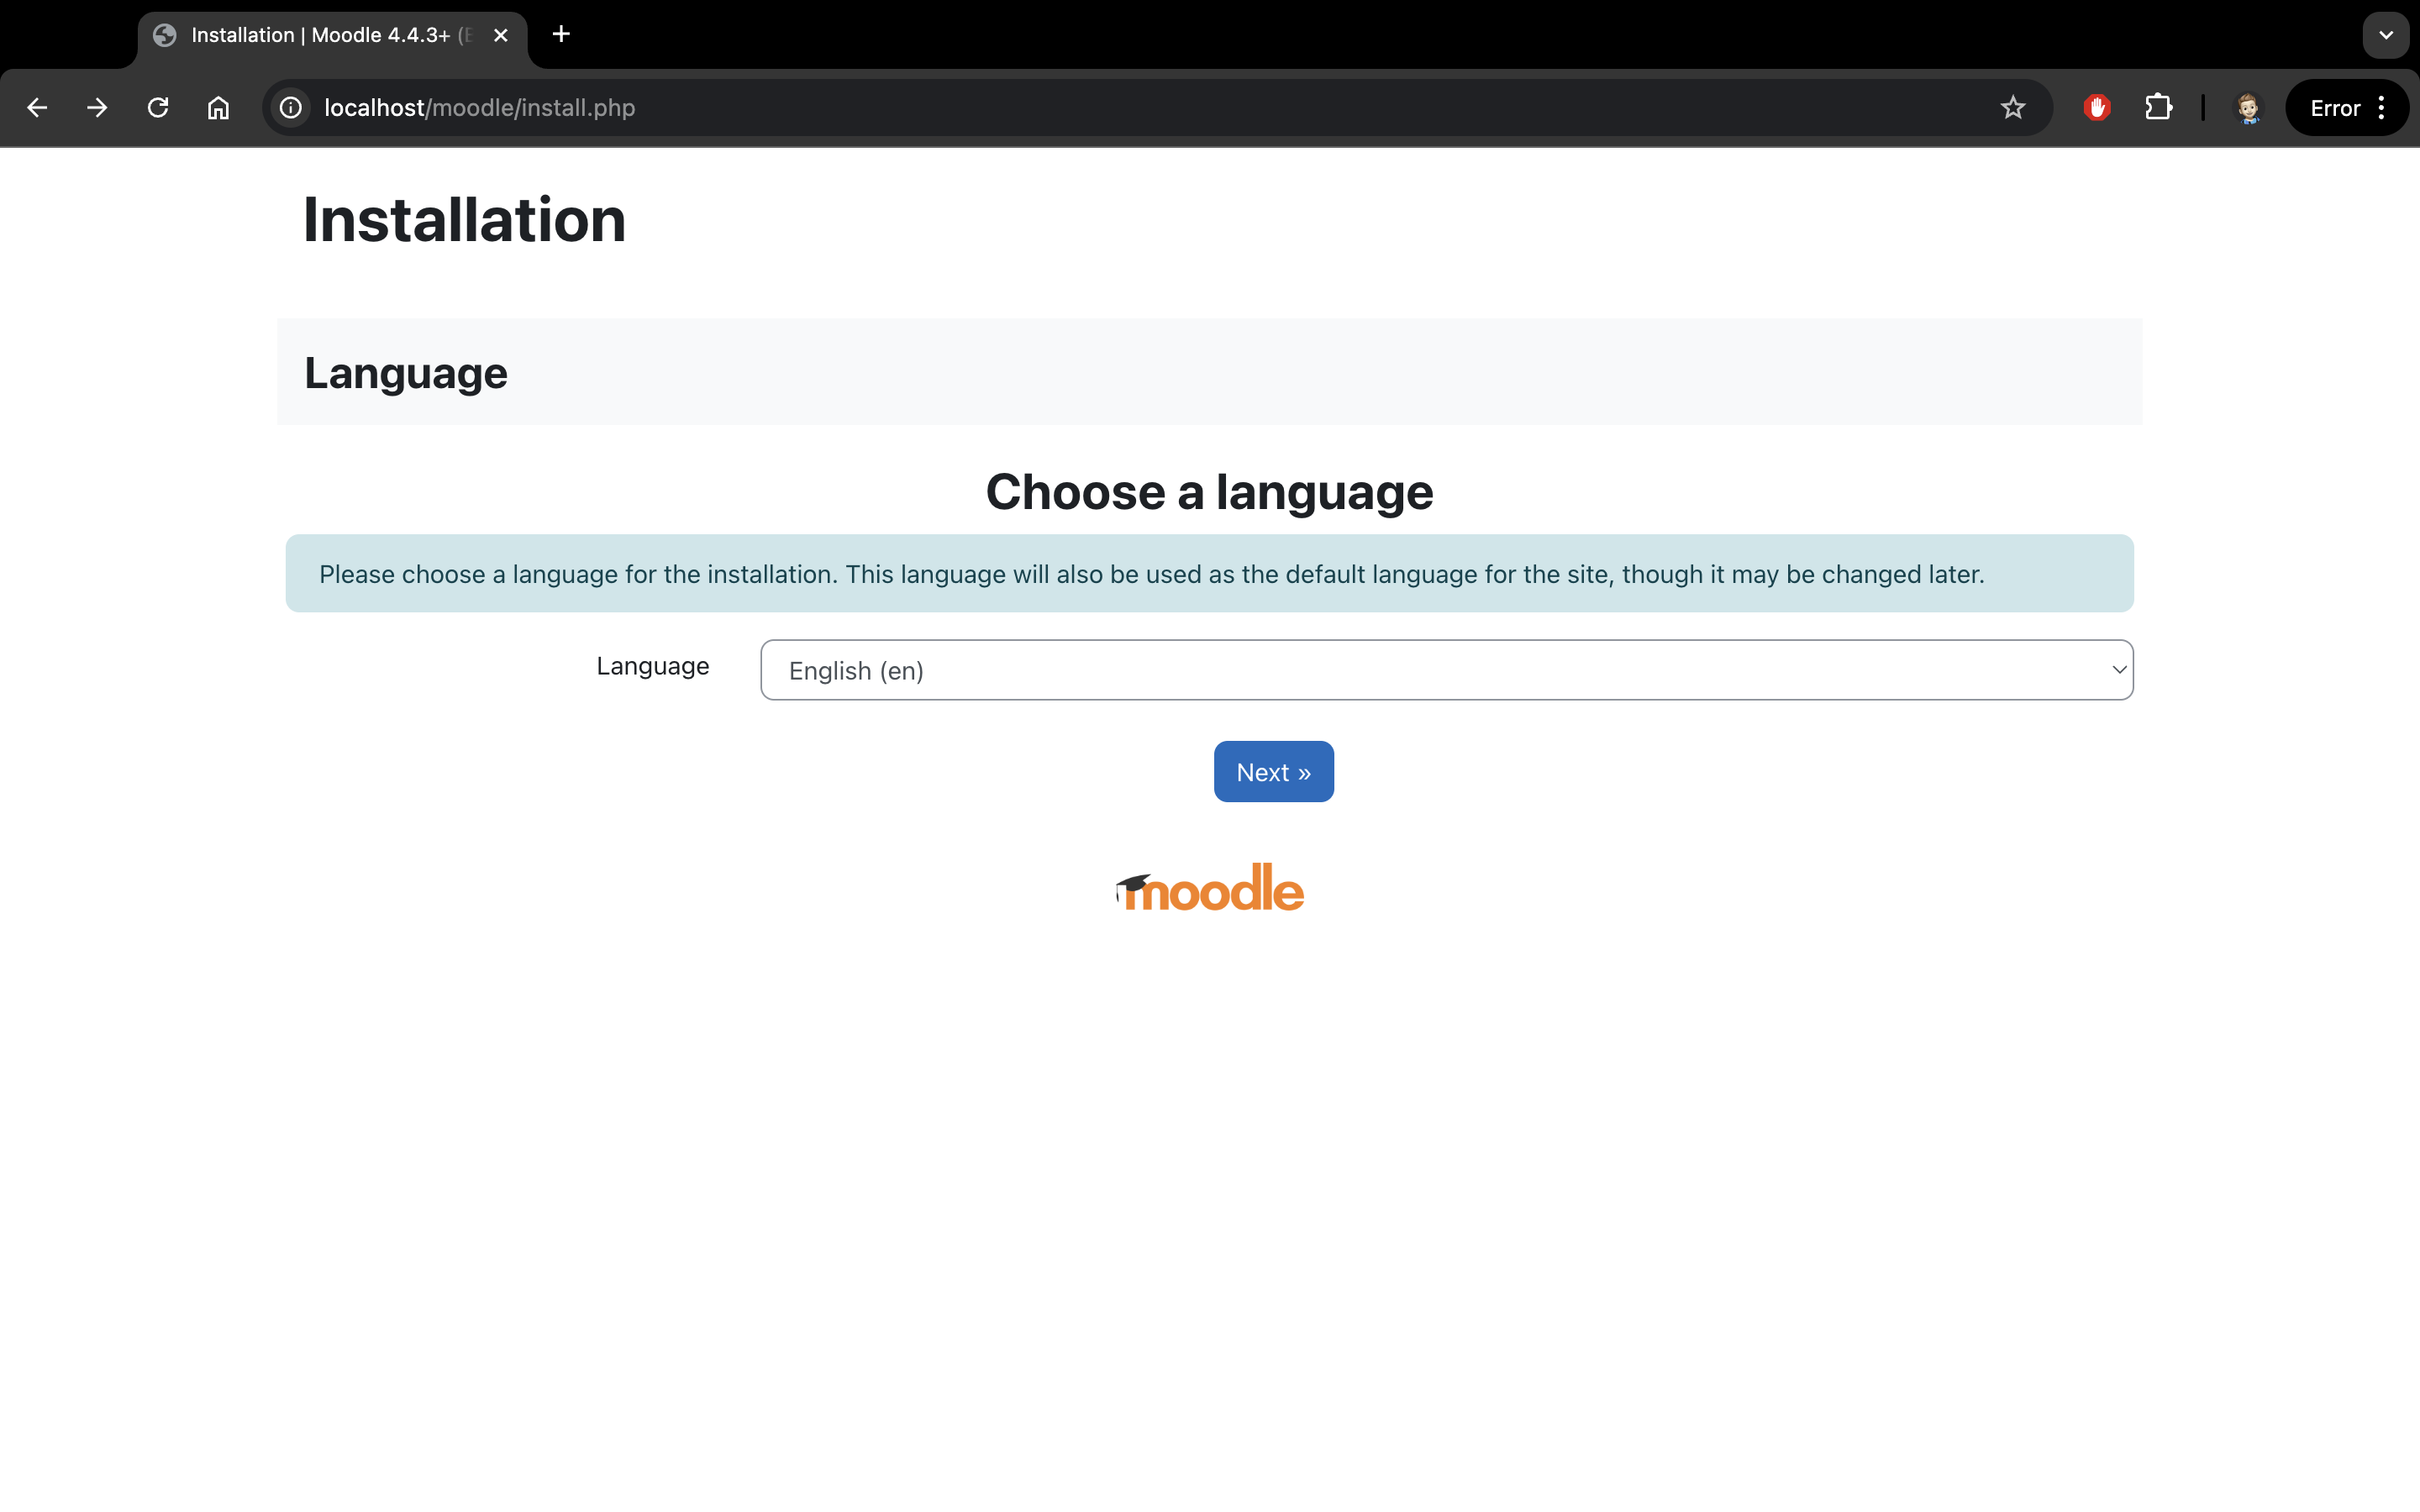 Installation | Moodle 4.4.3+ (
localhost/moodle/install.php
Error
Installation
Language
Choose a language
Please choose a language for the installation. This language will also be used as the default language for the site, though it may be changed later.
Language
English (en)
Next »
moodle